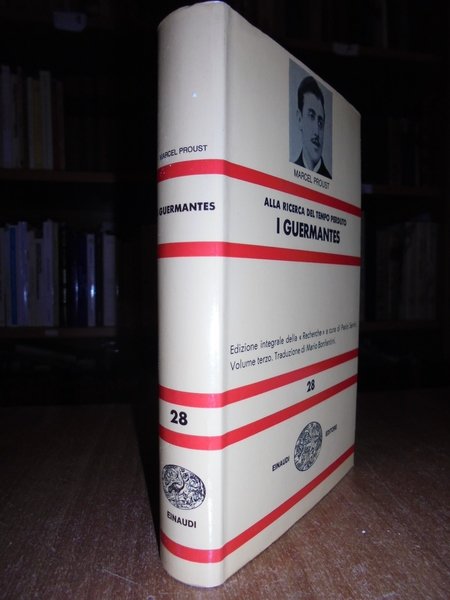 MARCEL PROUST
I GUERMANTES
28
EINAUDI
MARCEL PROUST
ALLA RICERCA DEL TEMPO PERDUTO
I GUERMANTES
Edizione integrale della «Recherche» a cura di Paolo Serini.
Volume terzo. Traduzione di Mario Bonfantini.
28
EINAUDI EDITORE